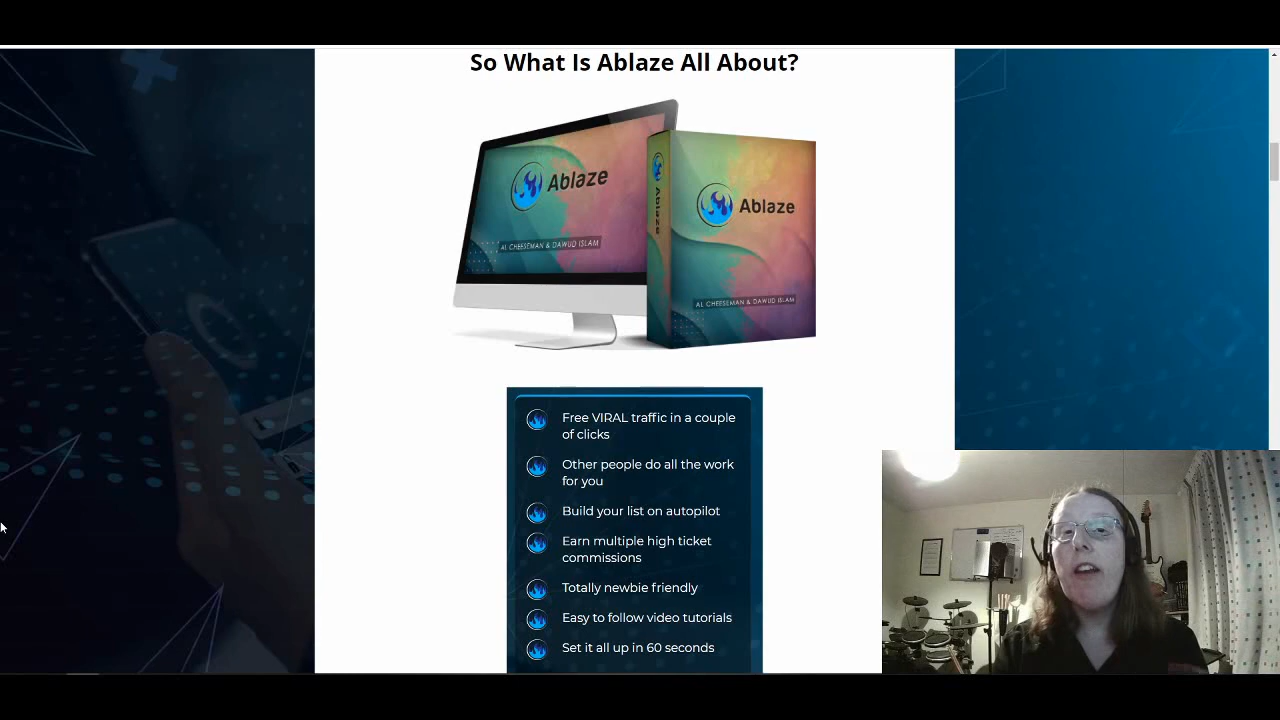 So What Is Ablaze All About?
Ablaze
AL CHEESEMAN & DAWUD ISLAM
Ablaze
Ablaze
AL CHEESEMAN & DAWUD ISLAM
Free VIRAL traffic in a couple
of clicks
Other people do all the work
for you
Build your list on autopilot
Earn multiple high ticket
commissions
Totally newbie friendly
Easy to follow video tutorials
Set it all up in 60 seconds